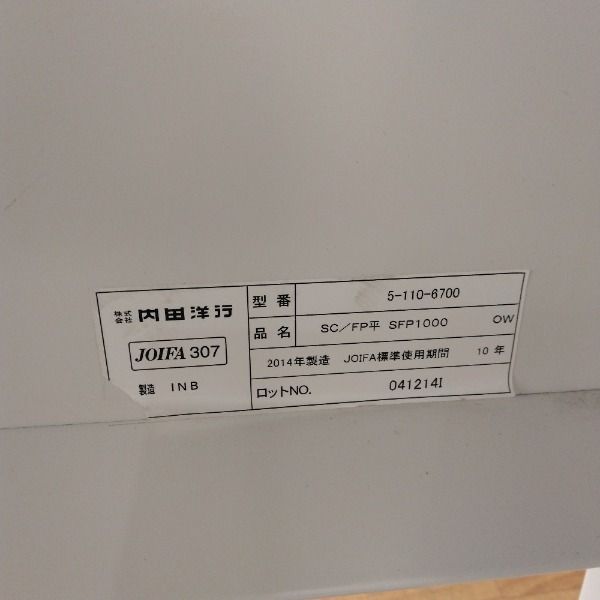 株式会社 内田洋行
JOIFA 307
製造 INB
型番 5-110-6700
品名 SC/FP平 SFP1000 OW
2014年製造 JOIFA標準使用期間 10年
ロットNO. 041214I